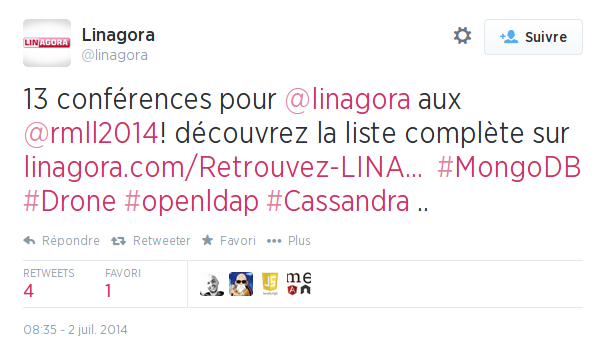 LINAGORA
Linagora
@linagora
Suivre
13 conférences pour @linagora aux
@rmll2014! découvrez la liste complète sur
linagora.com/Retrouvez-LINA... #MongoDB
#Drone #openldap #Cassandra ..
Répondre Retweeter Favori Plus
RETWEETS FAVORI
4 1
JS
me
08:35 - 2 juil. 2014